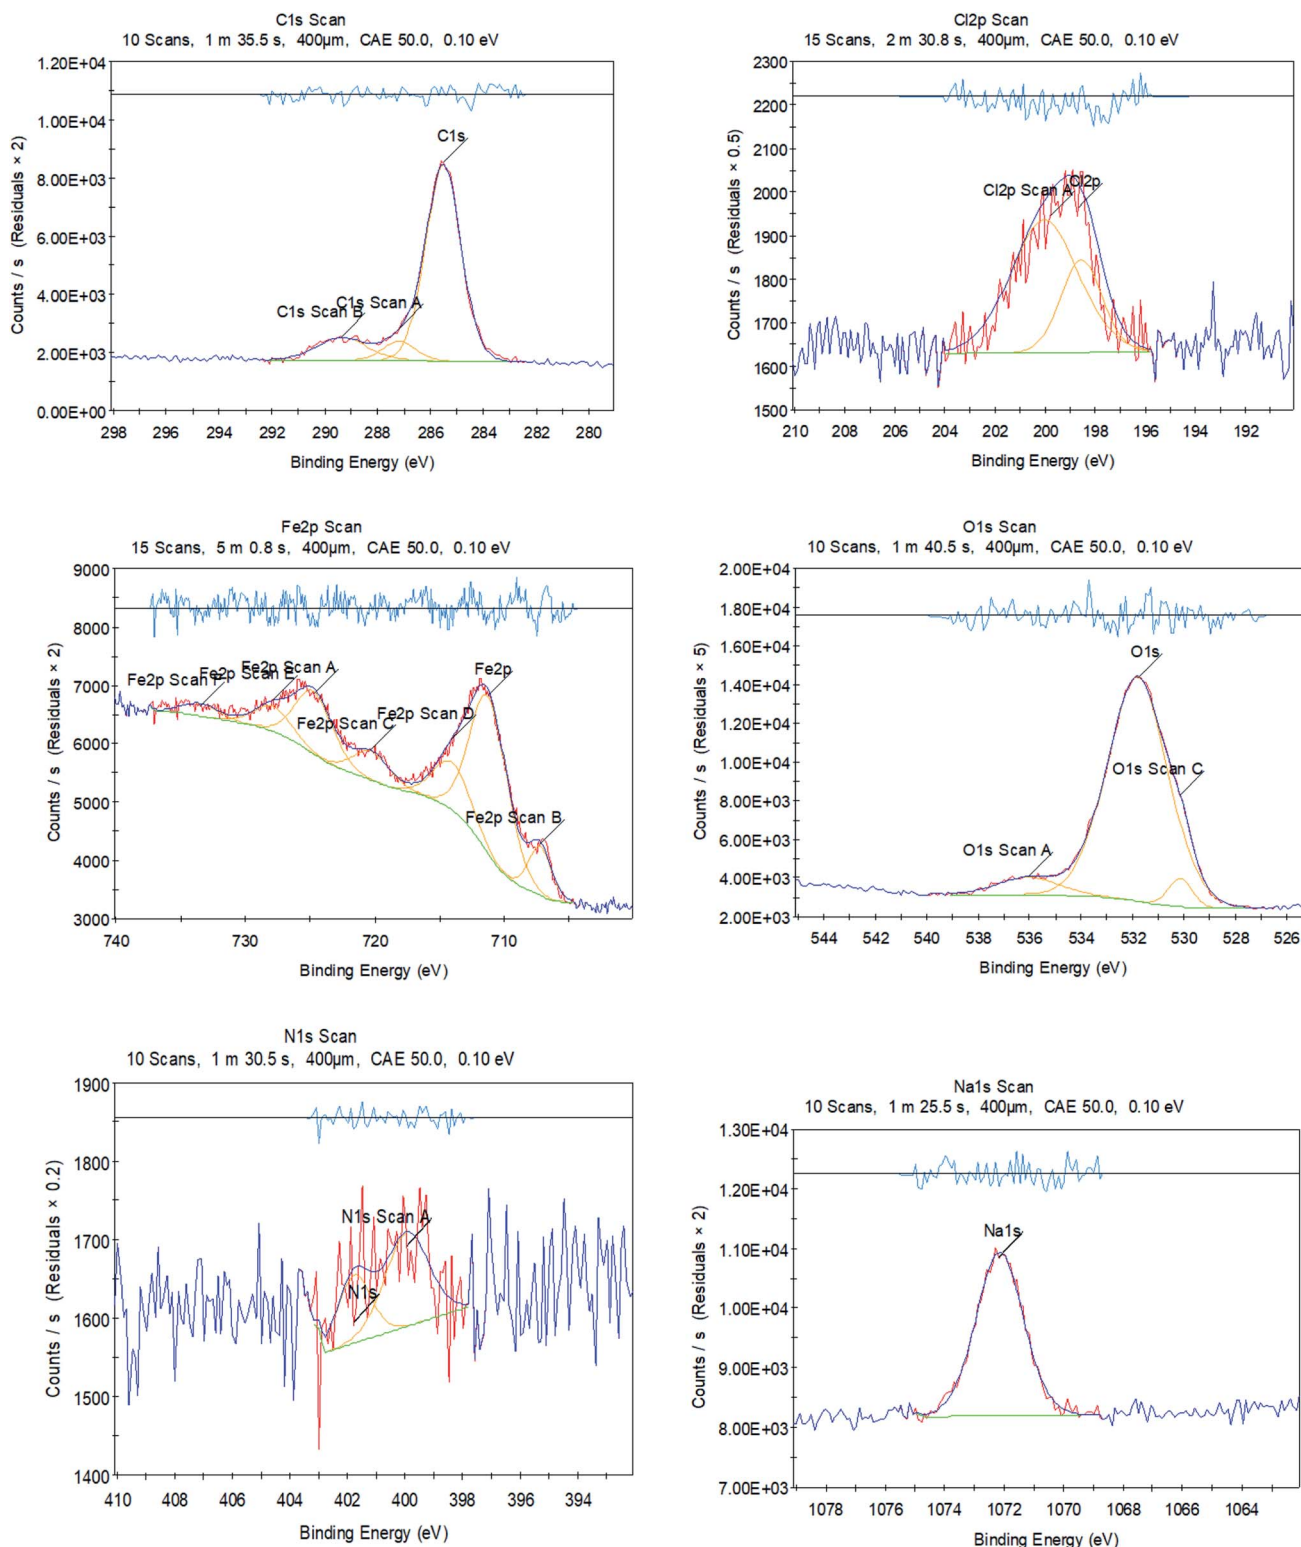 C1s Scan
10 Scans, 1 m 35.5 s, 400µm, CAE 50.0, 0.10 eV
Counts / s (Residuals × 2)
1.20E+04
1.00E+04
8.00E+03
6.00E+03
4.00E+03
2.00E+03
0.00E+00
C1s
C1s Scan A
C1s Scan B
298 296 294 292 290 288 286 284 282 280
Binding Energy (eV)
Cl2p Scan
15 Scans, 2 m 30.8 s, 400µm, CAE 50.0, 0.10 eV
Counts / s (Residuals × 0.5)
2300
2200
2100
2000
1900
1800
1700
1600
1500
Cl2p Scan A
Cl2p
210 208 206 204 202 200 198 196 194 192
Binding Energy (eV)
Fe2p Scan
15 Scans, 5 m 0.8 s, 400µm, CAE 50.0, 0.10 eV
Counts / s (Residuals × 2)
9000
8000
7000
6000
5000
4000
3000
Fe2p Scan F
Fe2p Scan E
Fe2p Scan A
Fe2p
Fe2p Scan C
Fe2p Scan D
Fe2p Scan B
740 730 720 710
Binding Energy (eV)
O1s Scan
10 Scans, 1 m 40.5 s, 400µm, CAE 50.0, 0.10 eV
Counts / s (Residuals × 5)
2.00E+04
1.80E+04
1.60E+04
1.40E+04
1.20E+04
1.00E+04
8.00E+03
6.00E+03
4.00E+03
2.00E+03
O1s
O1s Scan C
O1s Scan A
544 542 540 538 536 534 532 530 528 526
Binding Energy (eV)
N1s Scan
10 Scans, 1 m 30.5 s, 400µm, CAE 50.0, 0.10 eV
Counts / s (Residuals × 0.2)
1900
1800
1700
1600
1500
1400
N1s Scan A
N1s
410 408 406 404 402 400 398 396 394
Binding Energy (eV)
Na1s Scan
10 Scans, 1 m 25.5 s, 400µm, CAE 50.0, 0.10 eV
Counts / s (Residuals × 2)
1.30E+04
1.20E+04
1.10E+04
1.00E+04
9.00E+03
8.00E+03
7.00E+03
Na1s
1078 1076 1074 1072 1070 1068 1066 1064
Binding Energy (eV)